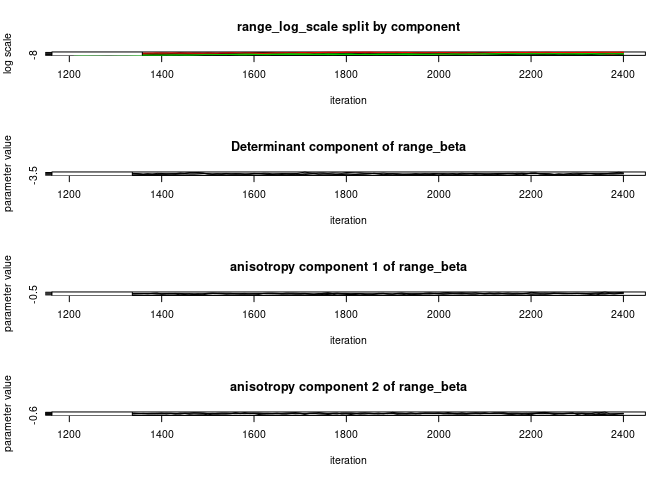 range_log_scale split by component
log scale
-8
1200 1400 1600 1800 2000 2200 2400
iteration
Determinant component of range_beta
parameter value
-3.5
1200 1400 1600 1800 2000 2200 2400
iteration
anisotropy component 1 of range_beta
parameter value
-0.5
1200 1400 1600 1800 2000 2200 2400
iteration
anisotropy component 2 of range_beta
parameter value
-0.6
1200 1400 1600 1800 2000 2200 2400
iteration